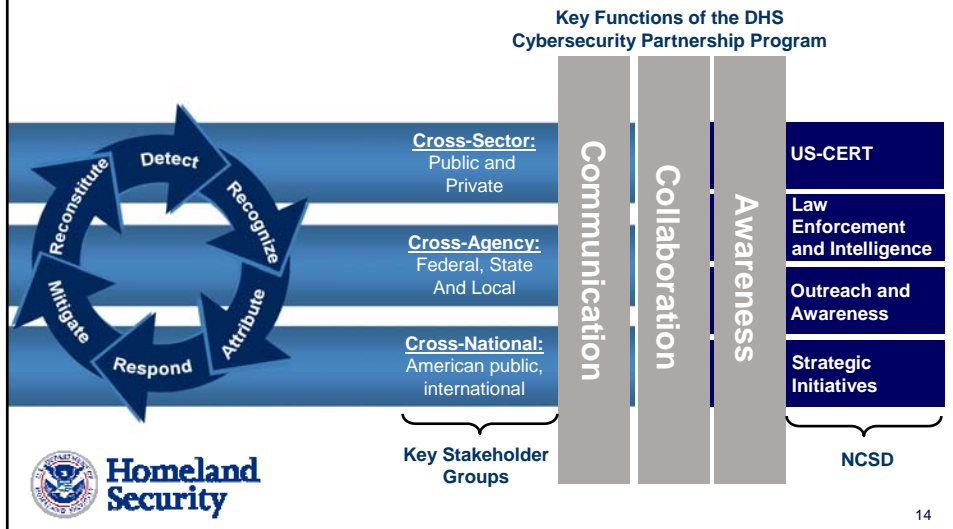 Key Functions of the DHS
Cybersecurity Partnership Program
Detect
Recognize
Attribute
Respond
Mitigate
Reconstitute
Cross-Sector:
Public and
Private
Cross-Agency:
Federal, State
And Local
Cross-National:
American public,
international
Communication
Collaboration
Awareness
US-CERT
Law
Enforcement
and Intelligence
Outreach and
Awareness
Strategic
Initiatives
Key Stakeholder
Groups
NCSD
Homeland
Security
14